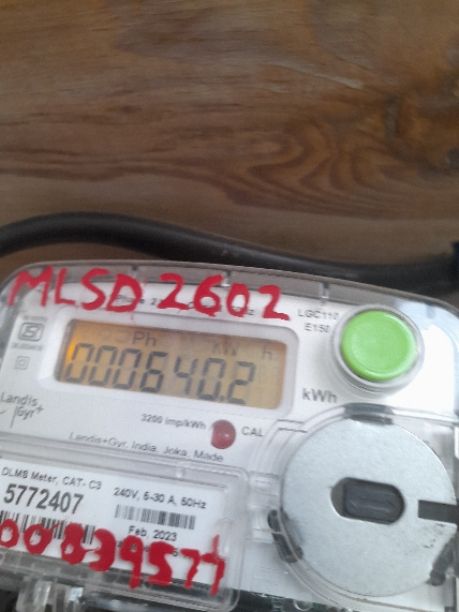 MLSD 2602
LGC110
E150
Ph
000640.2
kWh
Landis
Gyr+
3200 imp/kWh
CAL
Landis+Gyr, India, Joka, Made
DLMS Meter, CAT- C3
5772407
240V, 5-30 A, 50Hz
Feb, 2023